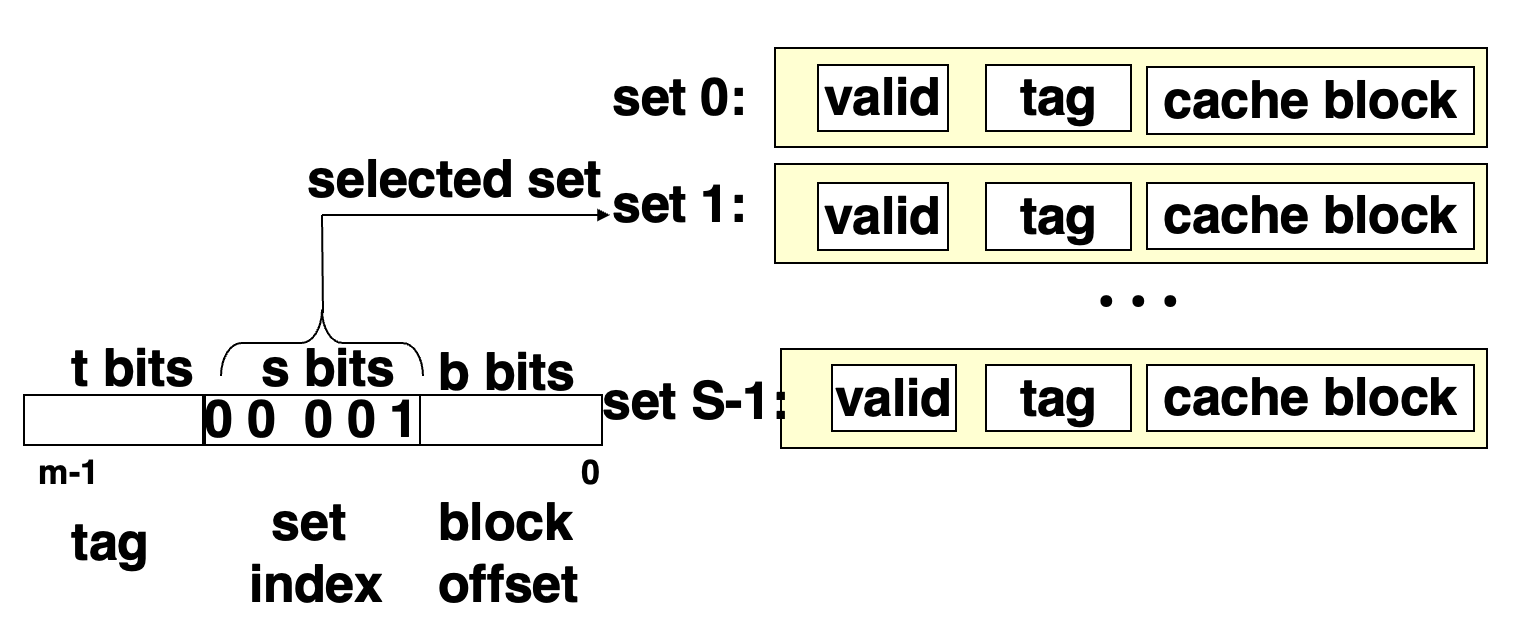 set 0: valid tag cache block
selected set
set 1: valid tag cache block
• • •
t bits s bits b bits
set S-1: valid tag cache block
0 0 0 0 1
m-1 0
tag
set index
block offset